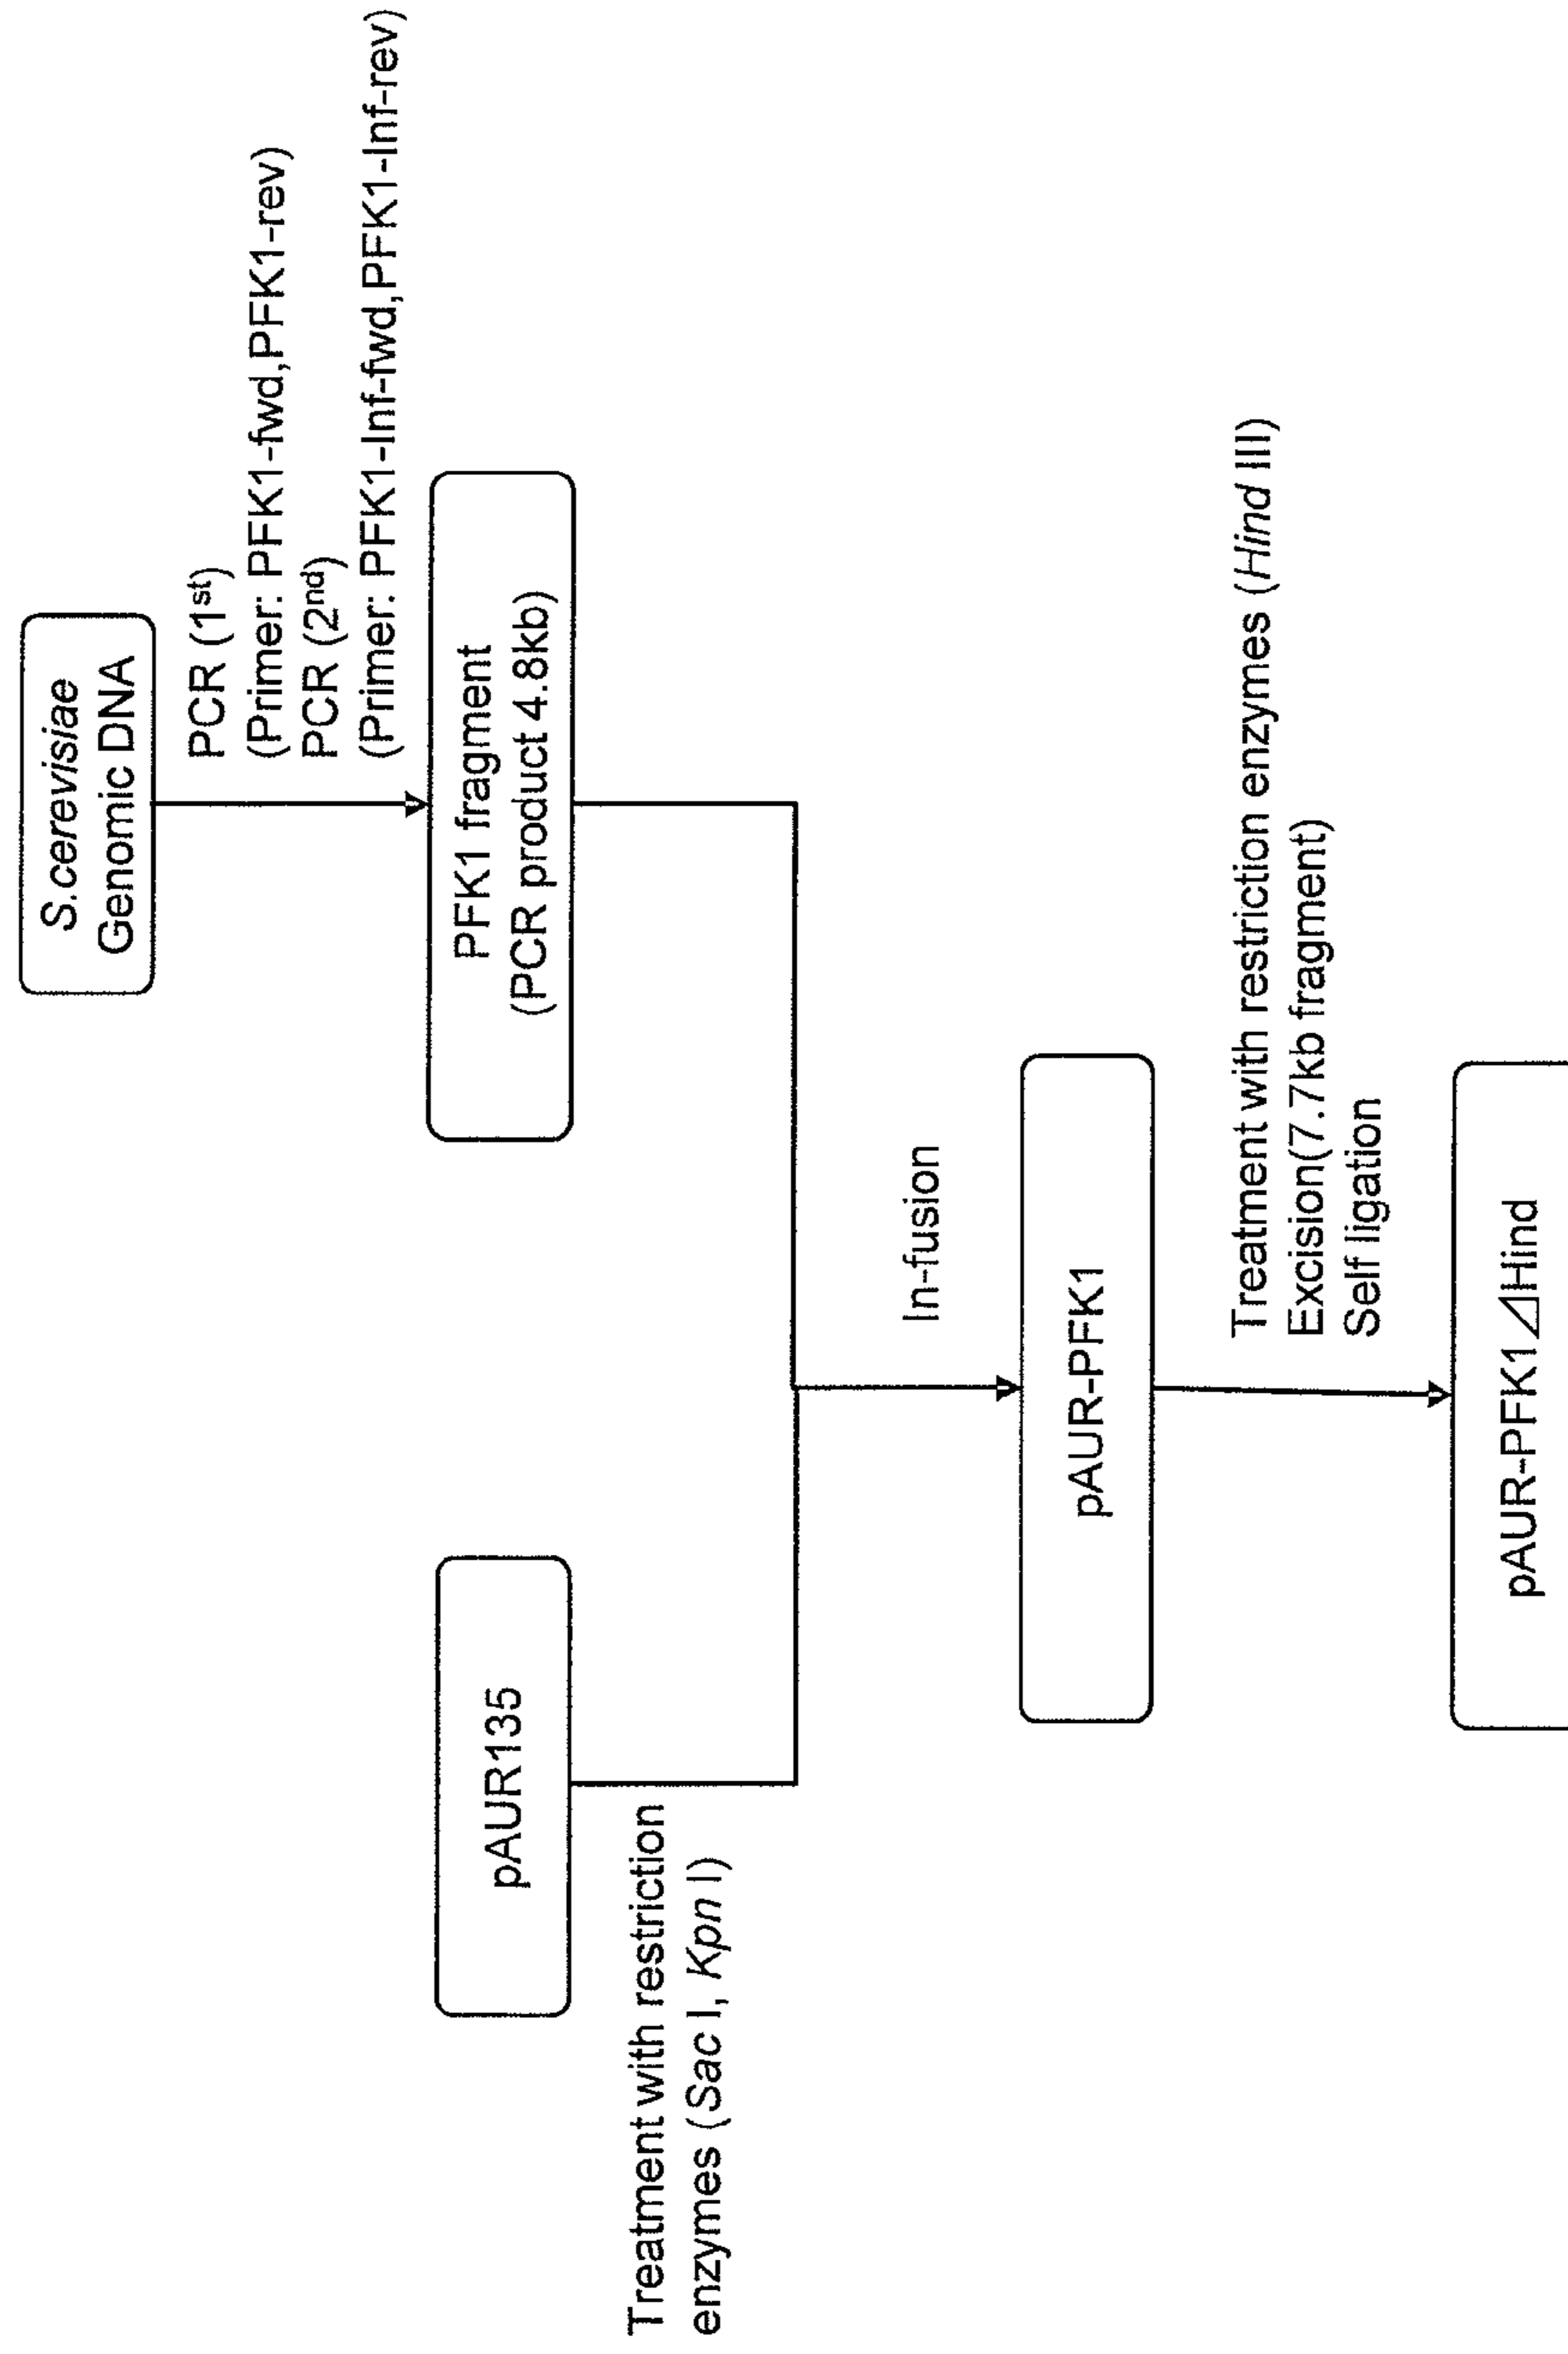 S.cerevisiae
Genomic DNA
PCR (1st)
(Primer: PFK1-fwd,PFK1-rev)
PCR (2nd)
(Primer: PFK1-Inf-fwd,PFK1-Inf-rev)
pAUR135
PFK1 fragment
(PCR product 4.8kb)
Treatment with restriction
enzymes (Sac I, Kpn I)
In-fusion
pAUR-PFK1
Treatment with restriction enzymes (Hind III)
Excision(7.7kb fragment)
Self ligation
pAUR-PFK1⊿Hind